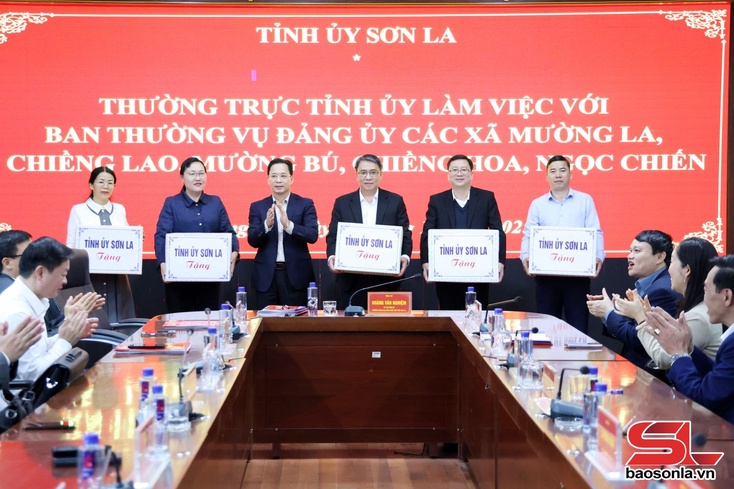 TỈNH ỦY SƠN LA
THƯỜNG TRỰC TỈNH ỦY LÀM VIỆC VỚI
BAN THƯỜNG VỤ ĐẢNG ỦY CÁC XÃ MƯỜNG LA,
CHIỀNG LAO, MƯỜNG BÚ, CHIỀNG HOA, NGỌC CHIẾN
TỈNH SƠN LA
Tặng
TỈNH ỦY SƠN LA
Tặng
TỈNH ỦY SƠN LA
Tặng
TỈNH ỦY SƠN LA
Tặng
TỈNH ỦY SƠN LA
Tặng
HOÀNG VĂN NGHIỆM
SL
baosonla.vn